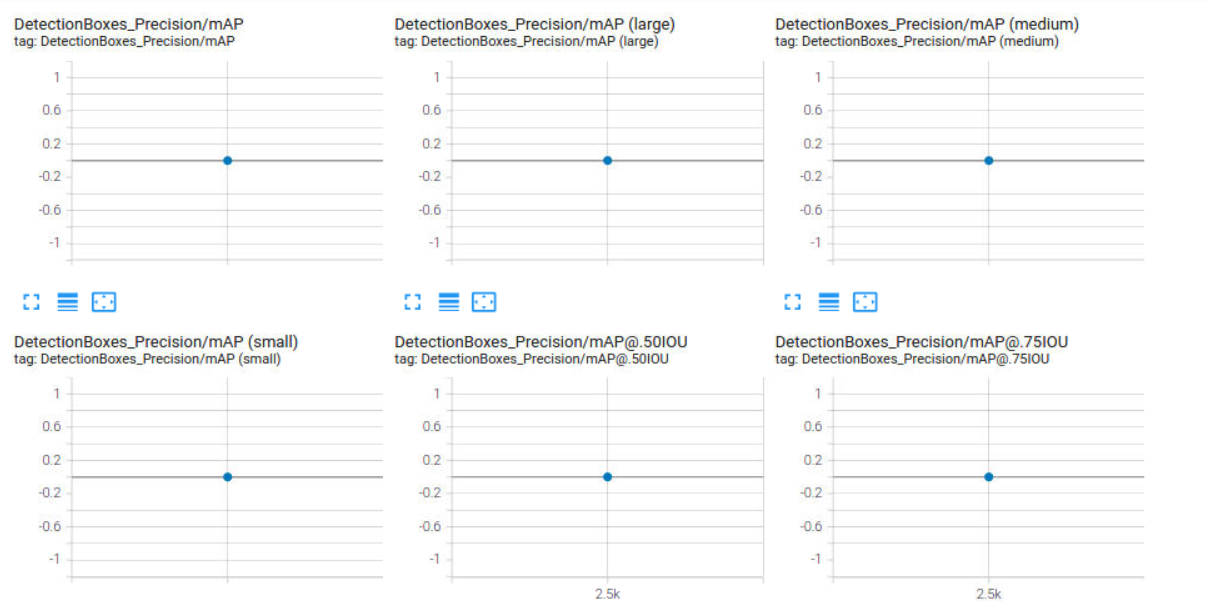 DetectionBoxes_Precision/mAP
tag: DetectionBoxes_Precision/mAP
1
0.6
0.2
-0.2
-0.6
-1
DetectionBoxes_Precision/mAP (large)
tag: DetectionBoxes_Precision/mAP (large)
1
0.6
0.2
-0.2
-0.6
-1
DetectionBoxes_Precision/mAP (medium)
tag: DetectionBoxes_Precision/mAP (medium)
1
0.6
0.2
-0.2
-0.6
-1
DetectionBoxes_Precision/mAP (small)
tag: DetectionBoxes_Precision/mAP (small)
1
0.6
0.2
-0.2
-0.6
-1
DetectionBoxes_Precision/mAP@.50IOU
tag: DetectionBoxes_Precision/mAP@.50IOU
1
0.6
0.2
-0.2
-0.6
-1
2.5k
DetectionBoxes_Precision/mAP@.75IOU
tag: DetectionBoxes_Precision/mAP@.75IOU
1
0.6
0.2
-0.2
-0.6
-1
2.5k